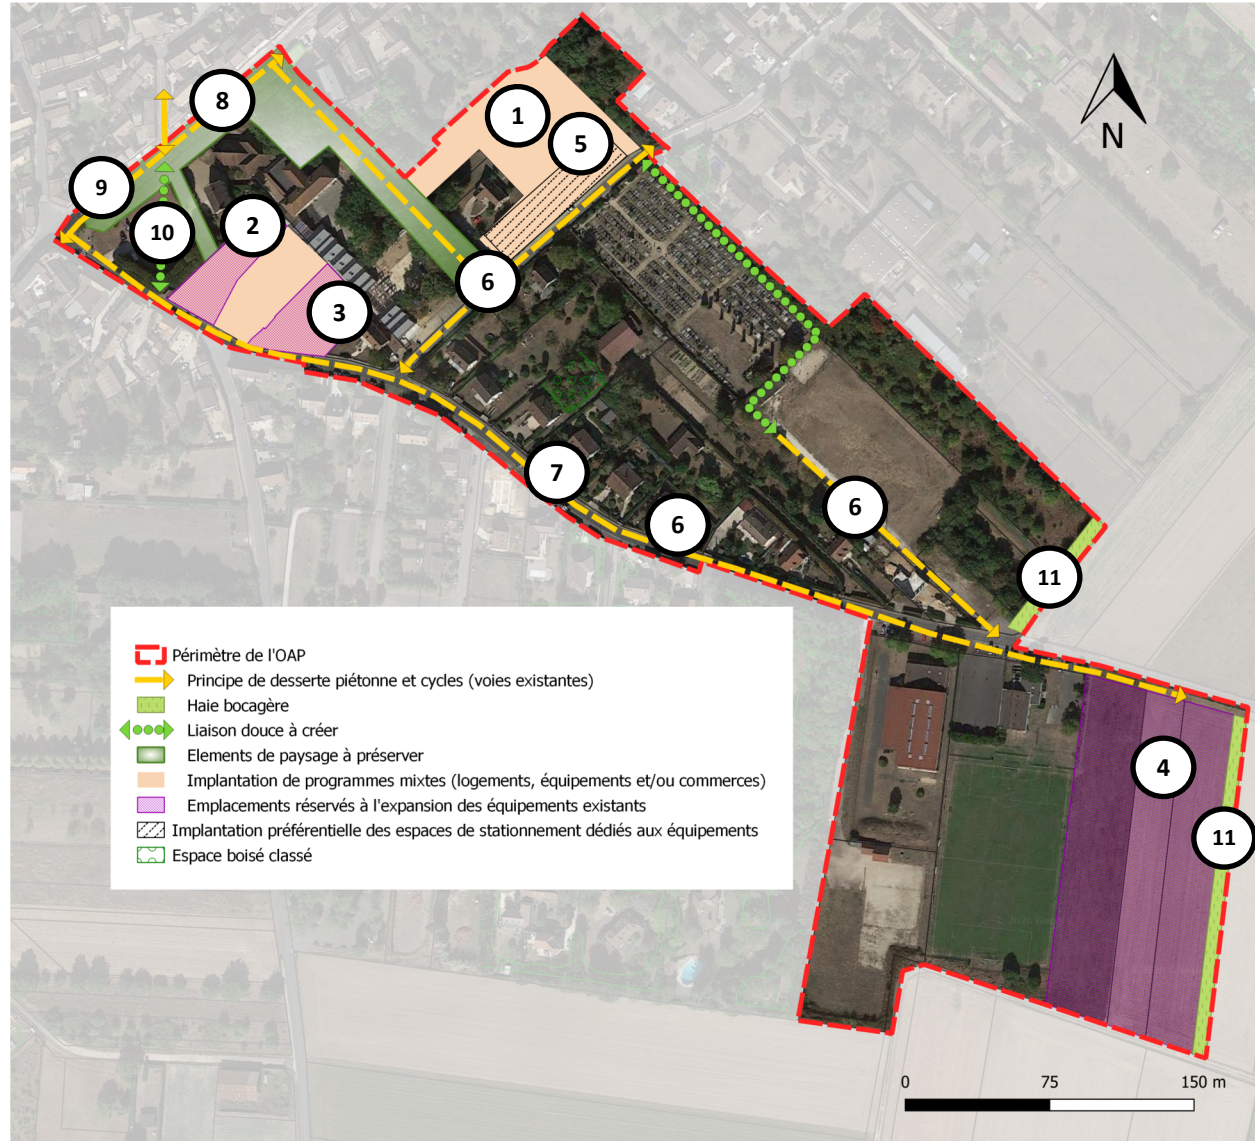 1
5
8
9
N
10
2
6
3
7
6
6
11
Périmètre de l'OAP
Principe de desserte piétonne et cycles (voies existantes)
Haie bocagère
Liaison douce à créer
Elements de paysage à préserver
Implantation de programmes mixtes (logements, équipements et/ou commerces)
Emplacements réservés à l'expansion des équipements existants
Implantation préférentielle des espaces de stationnement dédiés aux équipements
Espace boisé classé
4
11
0 75 150 m